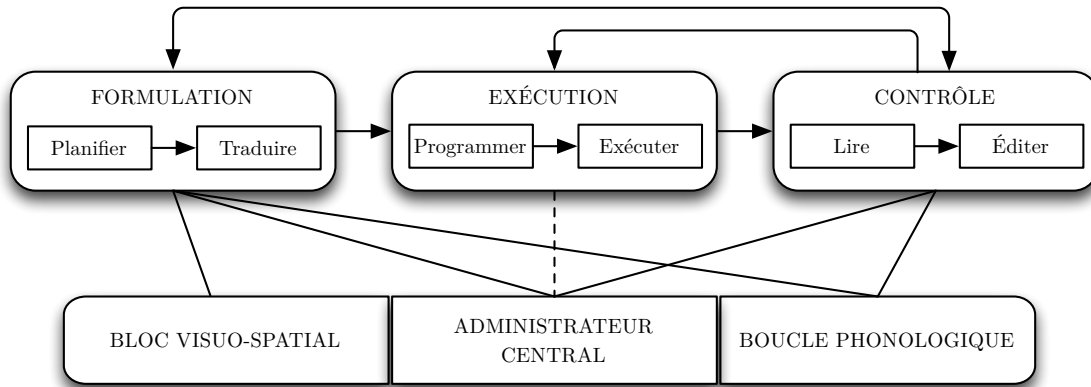 FORMULATION
Planifier
Traduire
EXÉCUTION
Programmer
Exécuter
CONTRÔLE
Lire
Éditer
BLOC VISUO-SPATIAL
ADMINISTRATEUR
CENTRAL
BOUCLE PHONOLOGIQUE